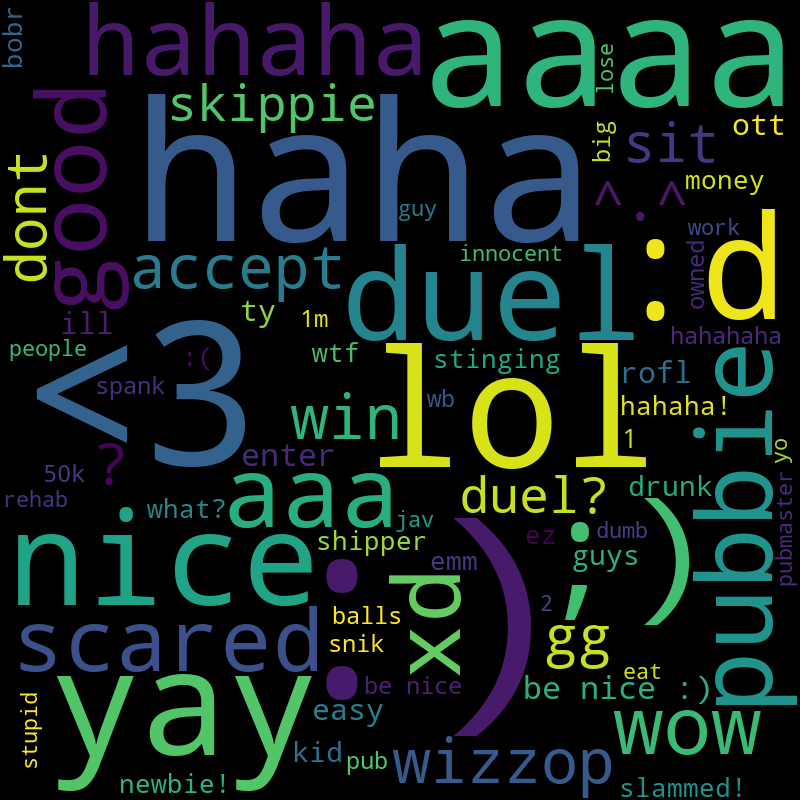 bobr
hahaha
aaaa
lose
good
skippie
haha
big
sit
ott
dont
money
^.^
guy
work
accept
duel
innocent
:d
owned
ill
ty
1m
hahahaha
people
:(
wtf
stinging
<3
lol
rofl
pubbie
spank
win
wb
hahaha!
1
yo
?
enter
50k
aaa
duel?
drunk
rehab
what?
jav
pubmaster
nice
shipper
:)
ez
;)
dumb
emm
guys
xd
2
scared
balls
snik
gg
yay
be nice
eat
be nice :)
stupid
easy
wow
kid
pub
wizzop
newbie!
slammed!